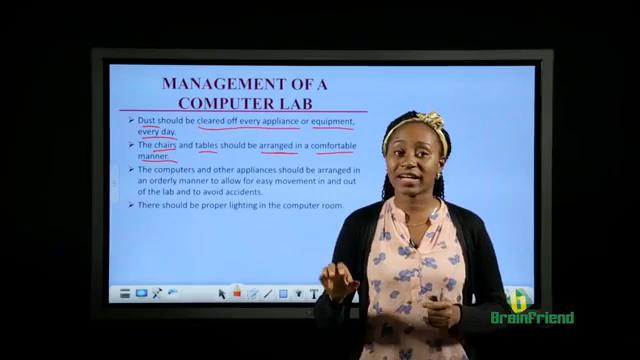 MANAGEMENT OF A
COMPUTER LAB
➢ Dust should be cleared off every appliance or equipment,
every day.
➢ The chairs and tables should be arranged in a comfortable
manner.
➢ The computers and other appliances should be arranged in
an orderly manner to allow for easy movement in and out
of the lab and to avoid accidents.
➢ There should be proper lighting in the computer room.
T
BrainFriend